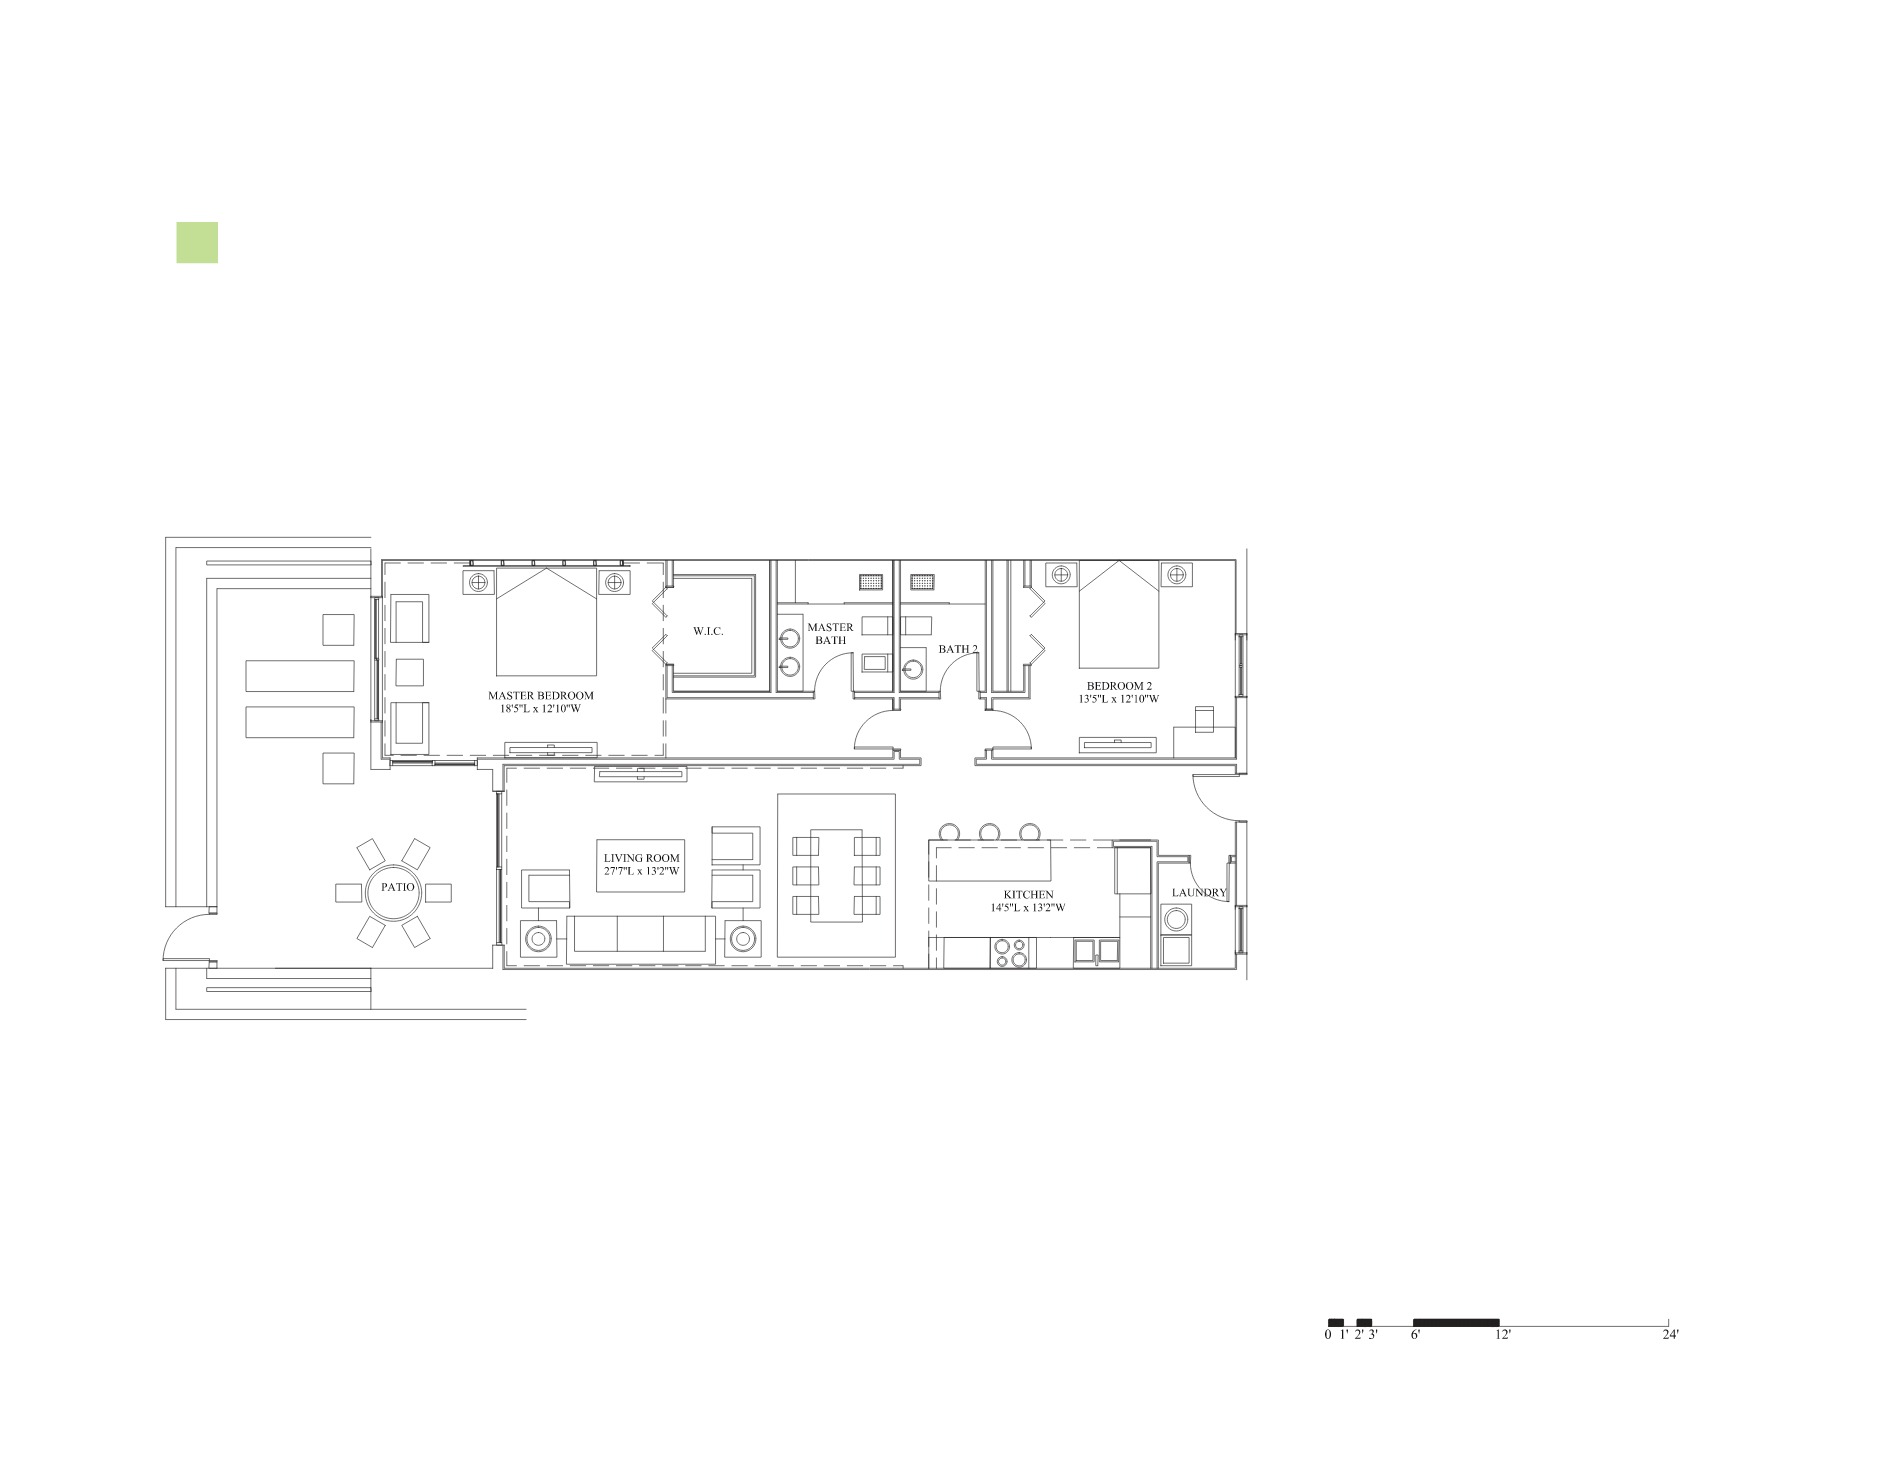 MASTER BEDROOM
18'5"L x 12'10"W
W.I.C.
MASTER
BATH
BATH 2
BEDROOM 2
13'5"L x 12'10"W
PATIO
LIVING ROOM
27'7"L x 13'2"W
KITCHEN
14'5"L x 13'2"W
LAUNDRY
0 1' 2' 3' 6' 12' 24'